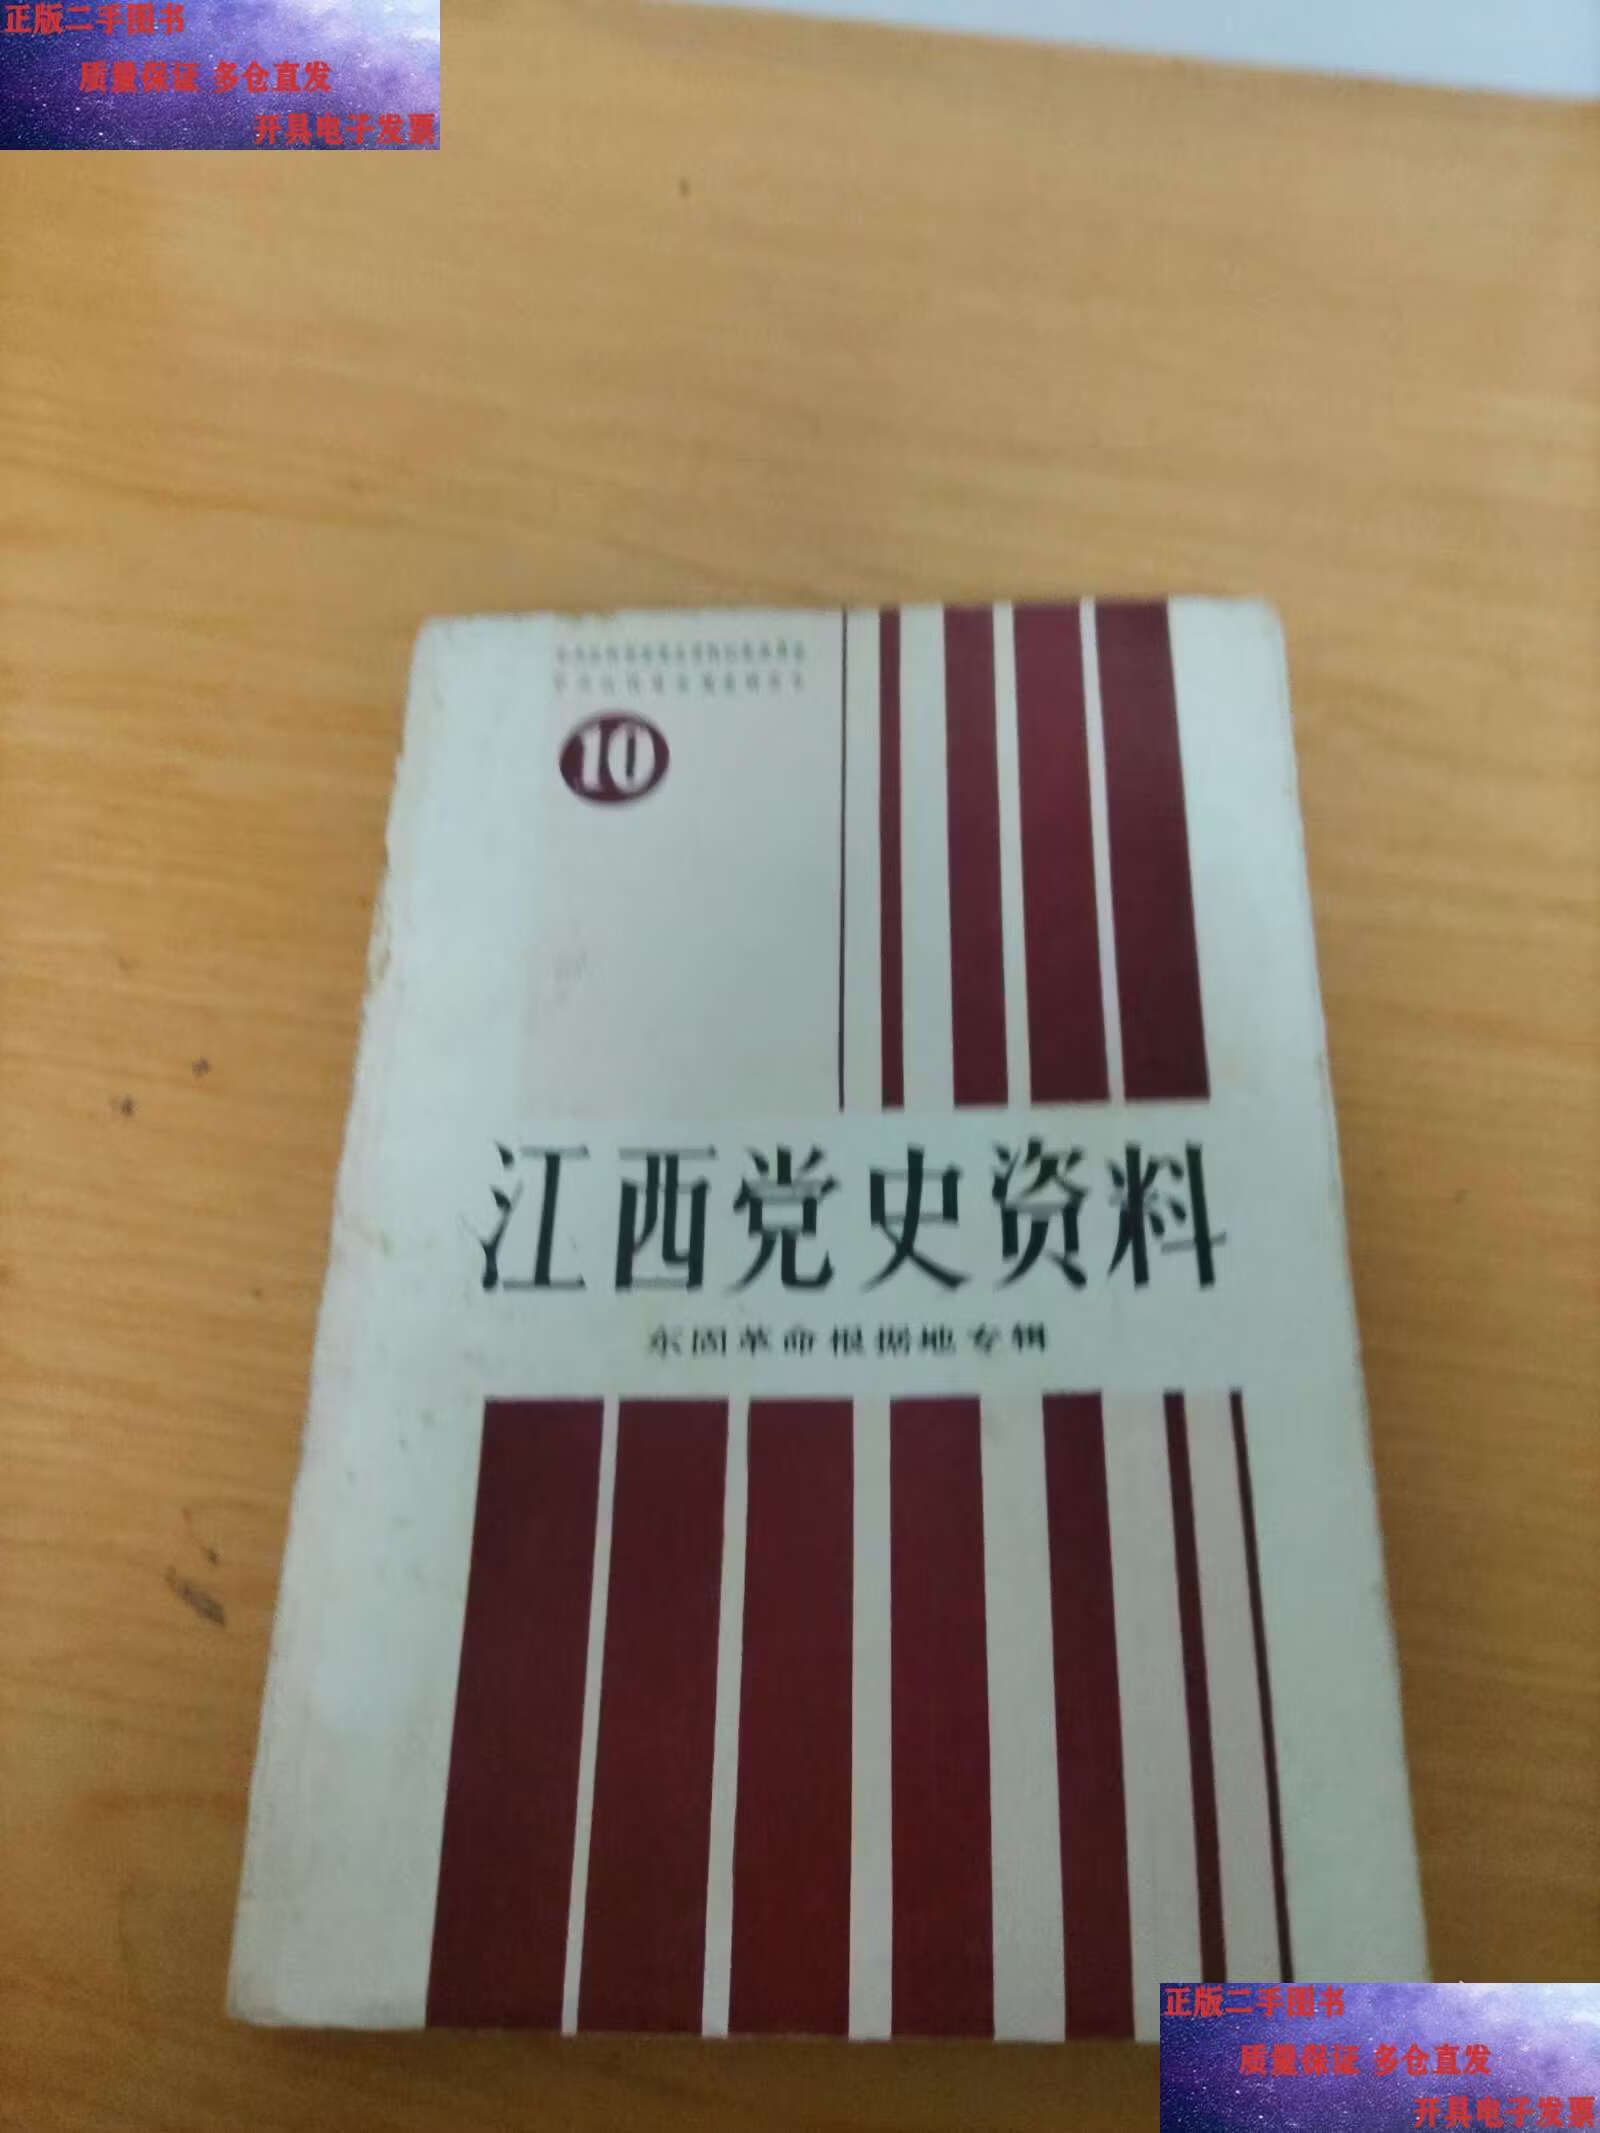 正版二手图书
质量保证 多仓直发
开具电子发票
10
江西党史资料
东固革命根据地专辑
正版二手图书
质量保证 多仓直发
开具电子发票